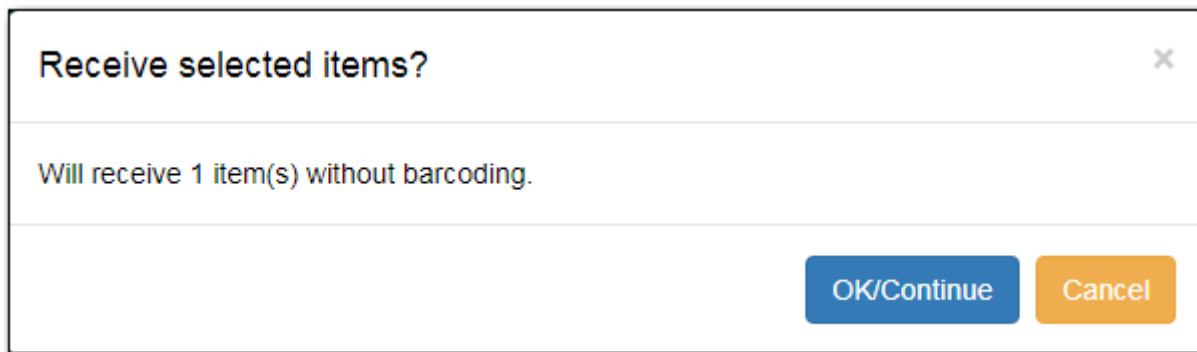 Receive selected items?
×
Will receive 1 item(s) without barcoding.
OK/Continue Cancel